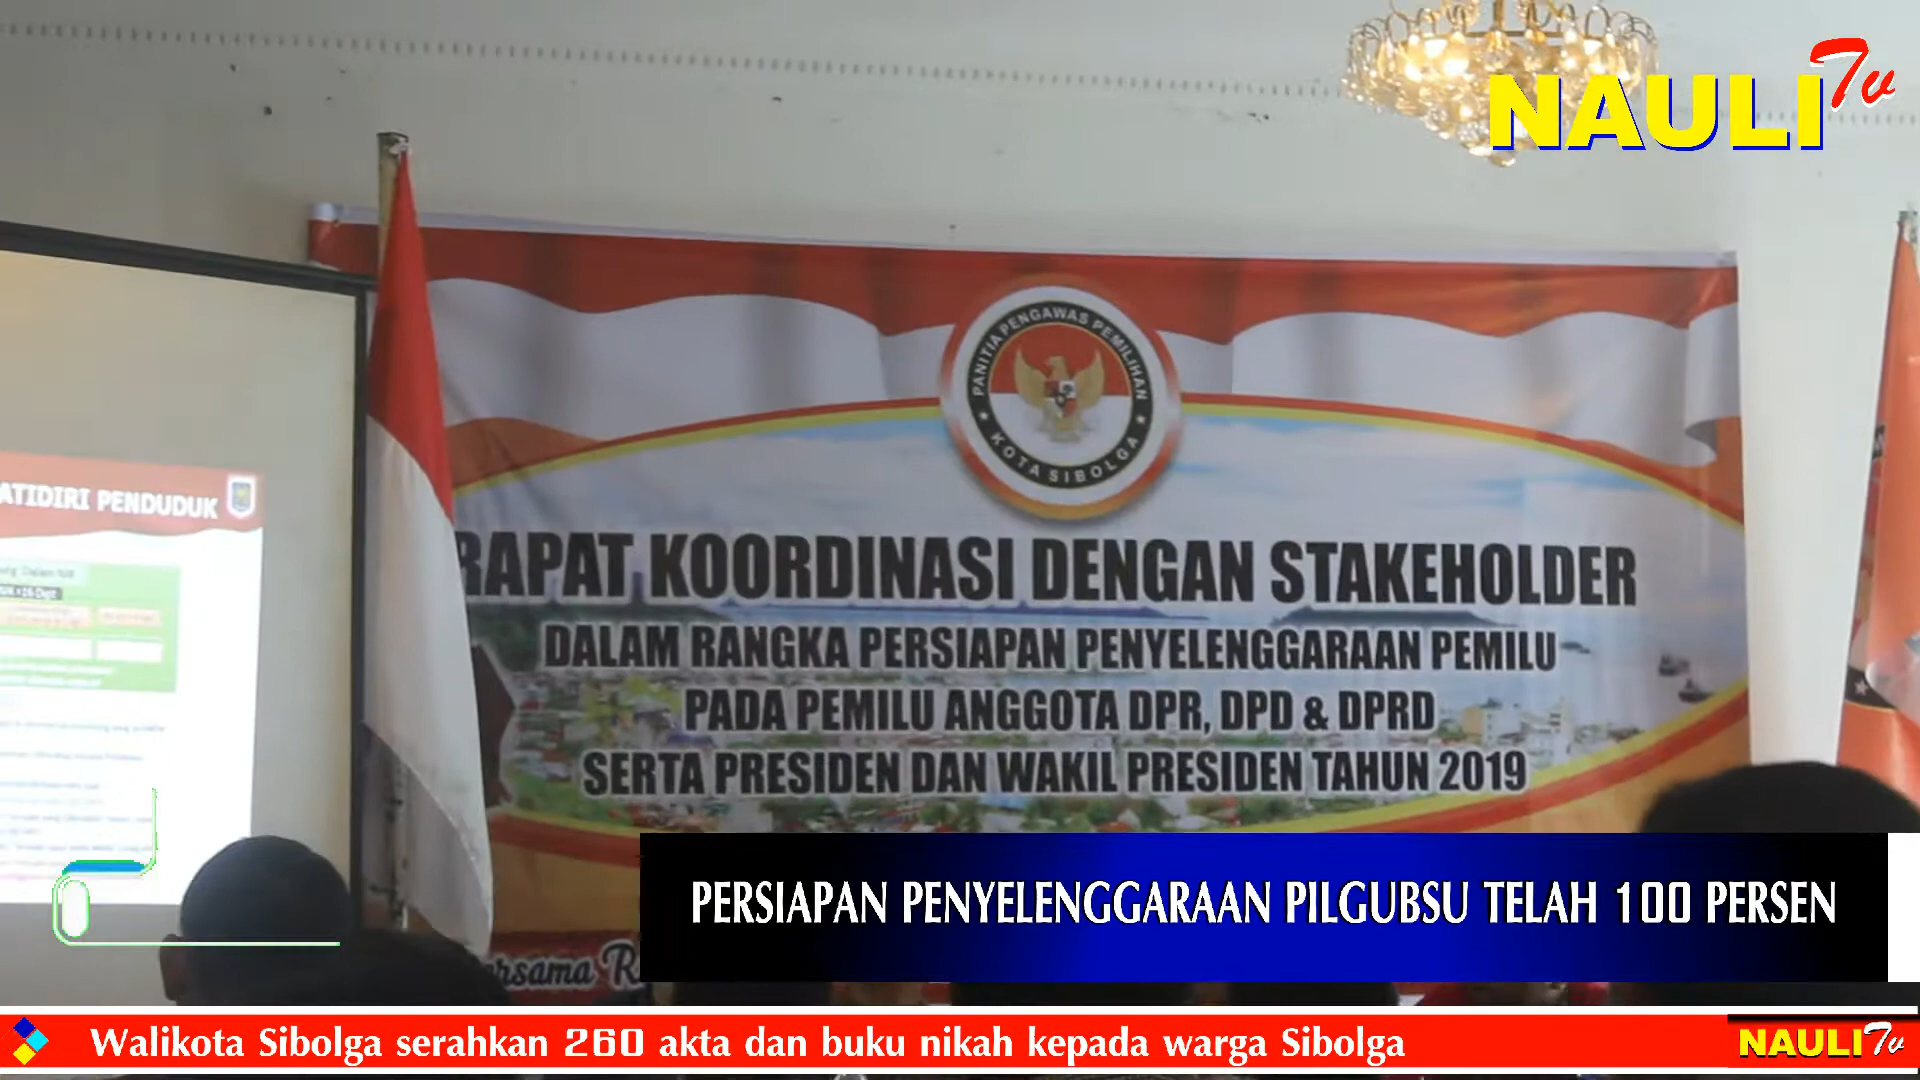 NAULI Tv
PANITIA PENGAWAS PEMILIHAN
KOTA SIBOLGA
ATIDIRI PENDUDUK
RAPAT KOORDINASI DENGAN STAKEHOLDER
DALAM RANGKA PERSIAPAN PENYELENGGARAAN PEMILU
PADA PEMILU ANGGOTA DPR, DPD & DPRD
SERTA PRESIDEN DAN WAKIL PRESIDEN TAHUN 2019
PERSIAPAN PENYELENGGARAAN PILGUBSU TELAH 100 PERSEN
ersama R
Walikota Sibolga serahkan 260 akta dan buku nikah kepada warga Sibolga
NAULI Tv